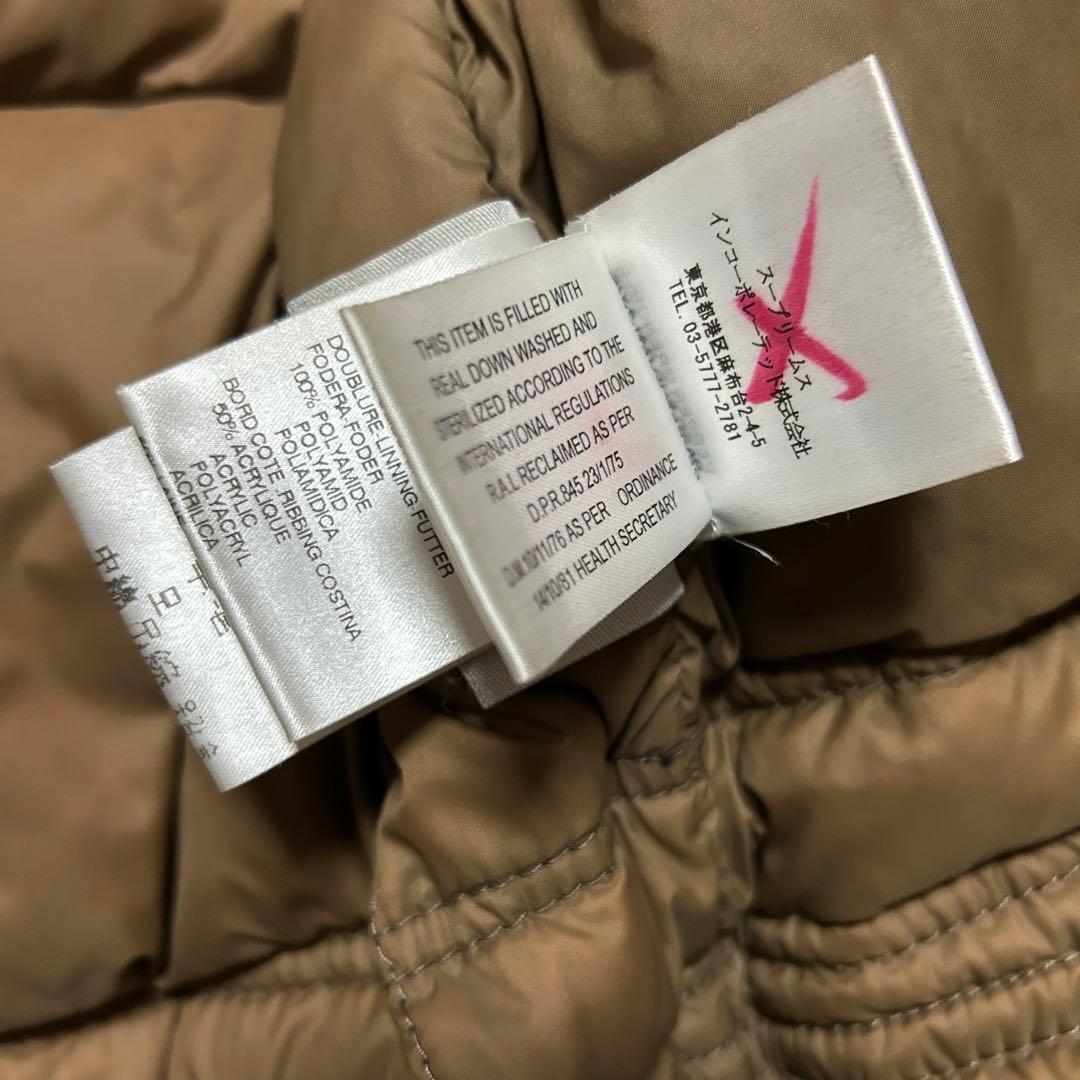 DOUBLURE-LINNING-FUTTER
FODERA FODER
100% POLYAMIDE
POLYAMID
POLIAMIDICA
BORD COTE .RIBBING COSTINA
50% ACRYLIQUE
ACRYLIC
POLYACRYL
ACRILICA
THIS ITEM IS FILLED WITH
REAL DOWN WASHED AND
STERILIZED ACCORDING TO THE
INTERNATIONAL REGULATIONS
R.A.L RECLAIMED AS PER
D.P.R.845 23/1/75
D.M.10/11/76 AS PER ORDINANCE
14/10/81 HEALTH SECRETARY
スープリームス
インコーポレーテッド株式会社
東京都港区麻布台2-4-5
TEL. 03-5777-2781